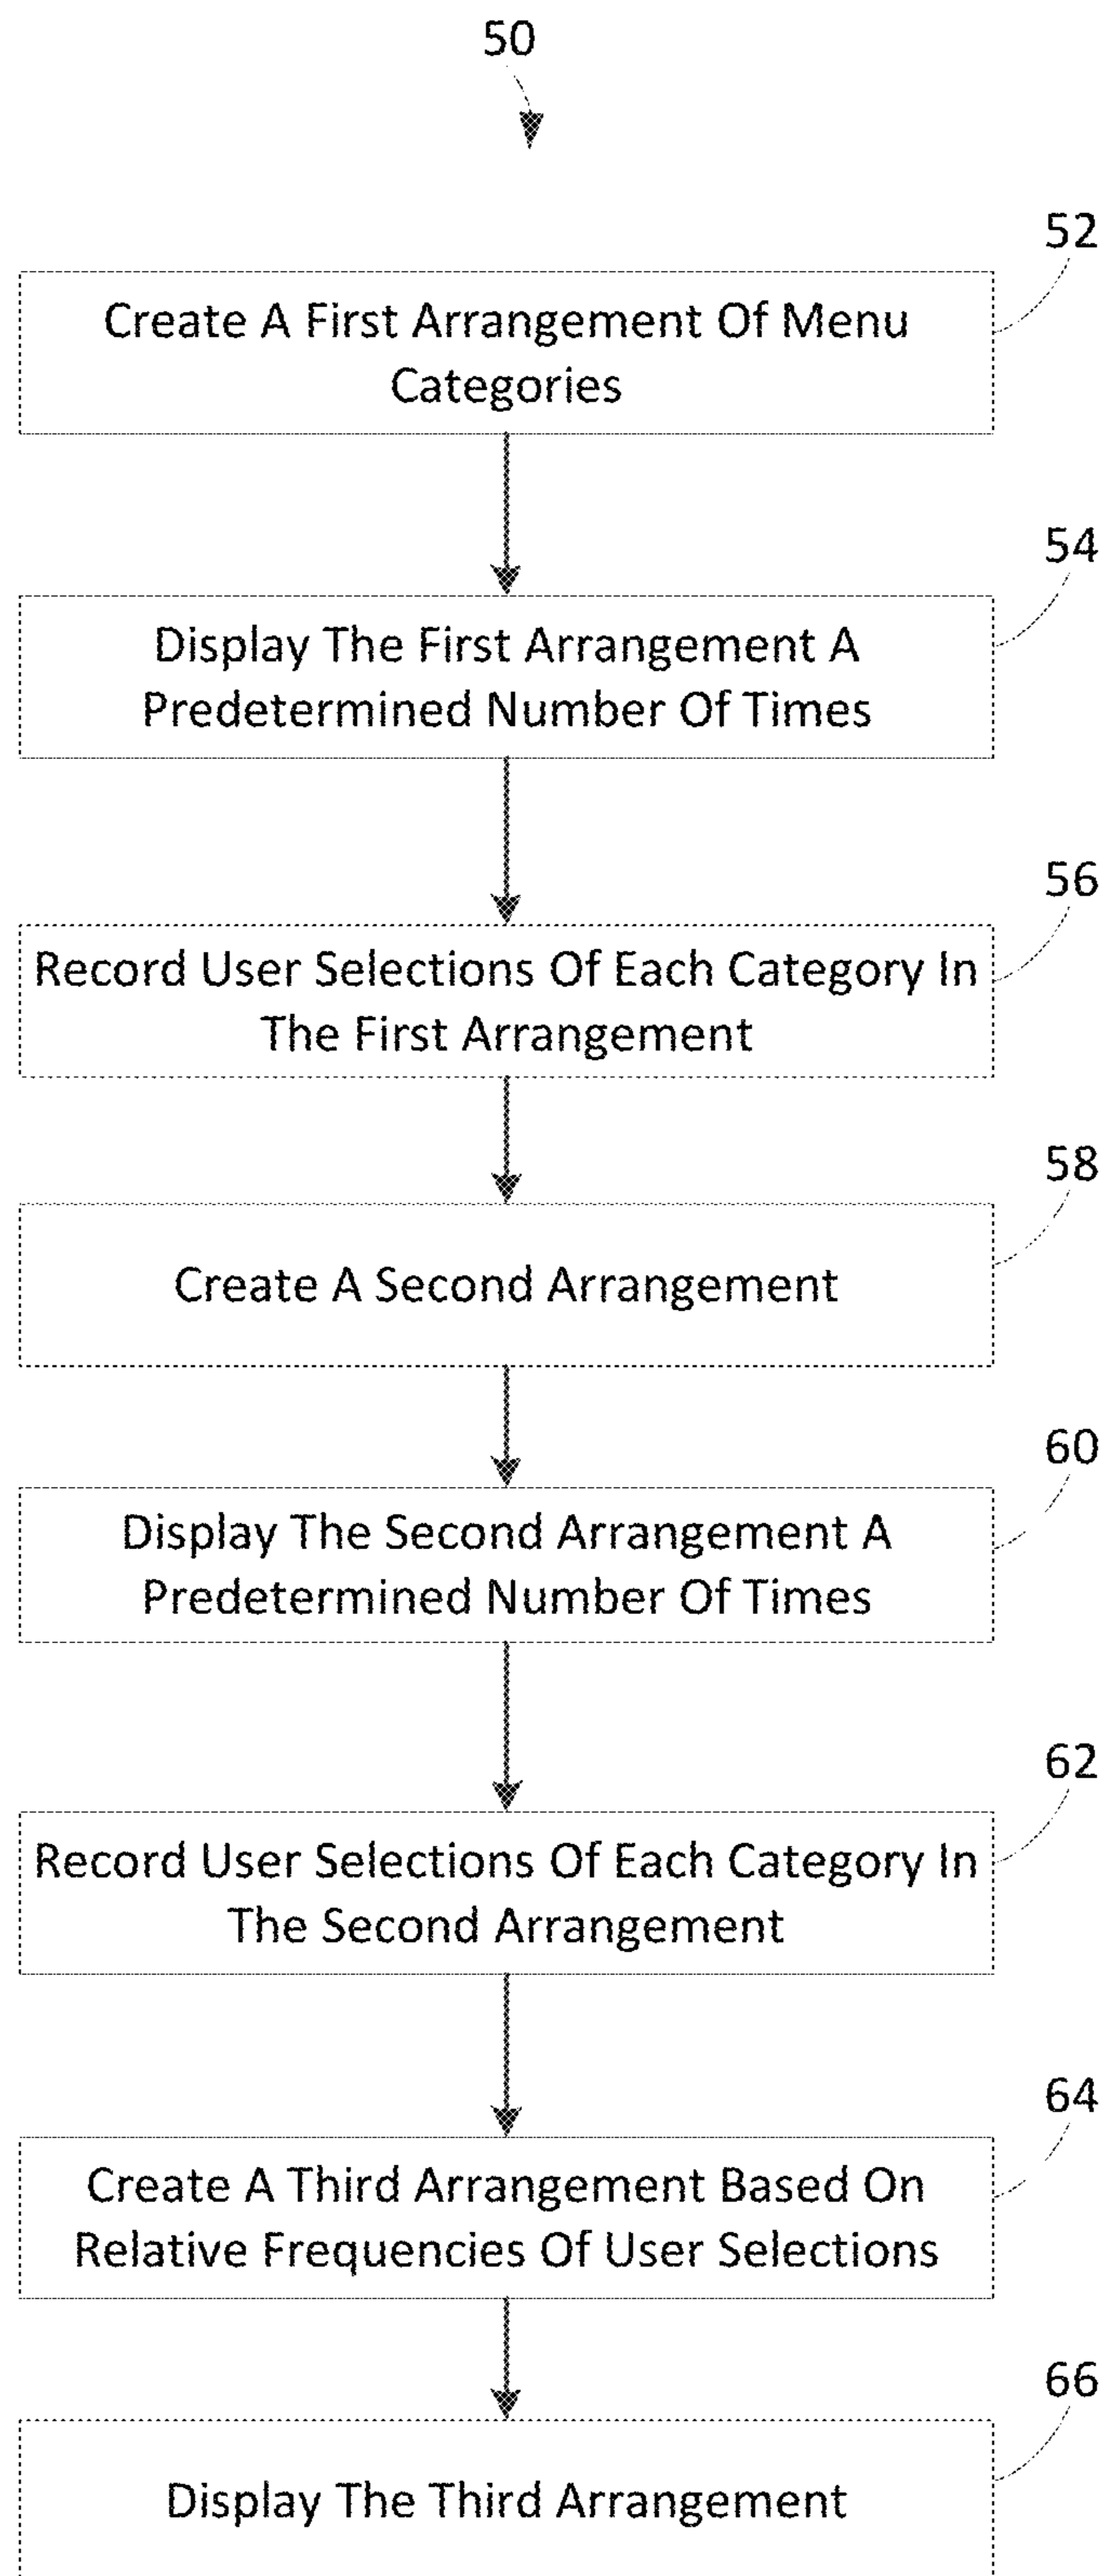 50
52
Create A First Arrangement Of Menu
Categories
54
Display The First Arrangement A
Predetermined Number Of Times
56
Record User Selections Of Each Category In
The First Arrangement
58
Create A Second Arrangement
60
Display The Second Arrangement A
Predetermined Number Of Times
62
Record User Selections Of Each Category In
The Second Arrangement
64
Create A Third Arrangement Based On
Relative Frequencies Of User Selections
66
Display The Third Arrangement